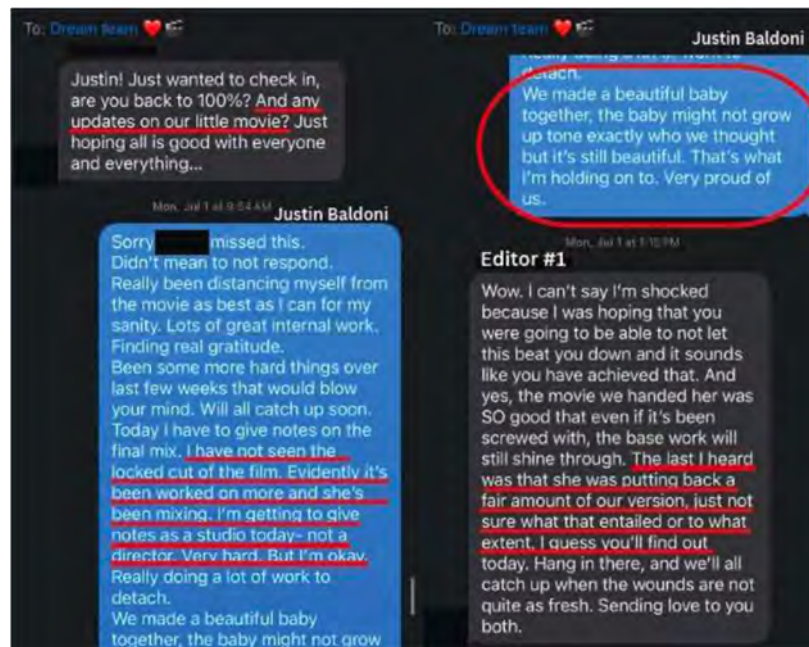 To: Dream team ❤️🎬
Justin! Just wanted to check in,
are you back to 100%? And any
updates on our little movie? Just
hoping all is good with everyone
and everything...
Mon, Jul 1 at 9:54 AM
Justin Baldoni
Sorry missed this.
Didn't mean to not respond.
Really been distancing myself from
the movie as best as I can for my
sanity. Lots of great internal work.
Finding real gratitude.
Been some more hard things over
last few weeks that would blow
your mind. Will all catch up soon.
Today I have to give notes on the
final mix. I have not seen the
locked cut of the film. Evidently it's
been worked on more and she's
been mixing. I'm getting to give
notes as a studio today- not a
director. Very hard. But I'm okay.
Really doing a lot of work to
detach.
We made a beautiful baby
together, the baby might not grow
To: Dream team ❤️🎬
Justin Baldoni
detach.
We made a beautiful baby
together, the baby might not grow
up tone exactly who we thought
but it's still beautiful. That's what
I'm holding on to. Very proud of
us.
Mon, Jul 1 at 1:15 PM
Editor #1
Wow. I can't say I'm shocked
because I was hoping that you
were going to be able to not let
this beat you down and it sounds
like you have achieved that. And
yes, the movie we handed her was
SO good that even if it's been
screwed with, the base work will
still shine through. The last I heard
was that she was putting back a
fair amount of our version, just not
sure what that entailed or to what
extent, I guess you'll find out
today. Hang in there, and we'll all
catch up when the wounds are not
quite as fresh. Sending love to you
both.